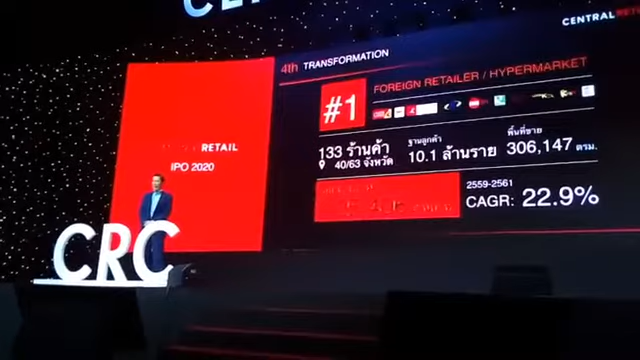 CENTRAL RETAIL
4th TRANSFORMATION
#1 FOREIGN RETAILER / HYPERMARKET
133 ร้านค้า
40/63 จังหวัด
ฐานลูกค้า
10.1 ล้านราย
พื้นที่ขาย
306,147 ตรม.
2559-2561
CAGR: 22.9%
RETAIL
IPO 2020
CRC